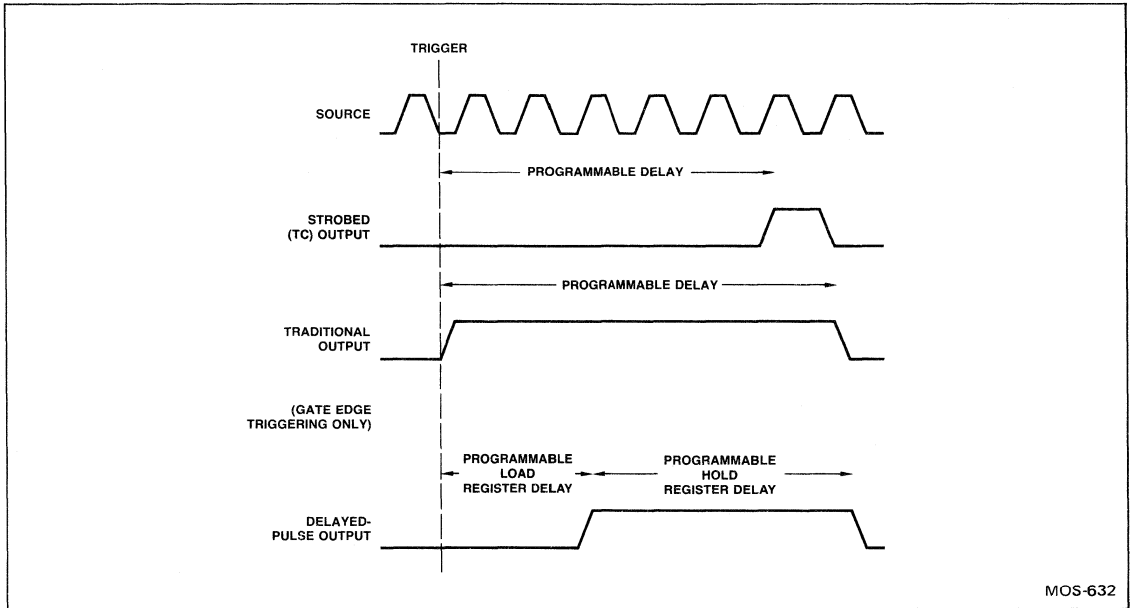 TRIGGER
SOURCE
PROGRAMMABLE DELAY
STROBED
(TC) OUTPUT
PROGRAMMABLE DELAY
TRADITIONAL
OUTPUT
(GATE EDGE
TRIGGERING ONLY)
PROGRAMMABLE
LOAD
REGISTER DELAY
PROGRAMMABLE
HOLD
REGISTER DELAY
DELAYED-
PULSE OUTPUT
MOS-632